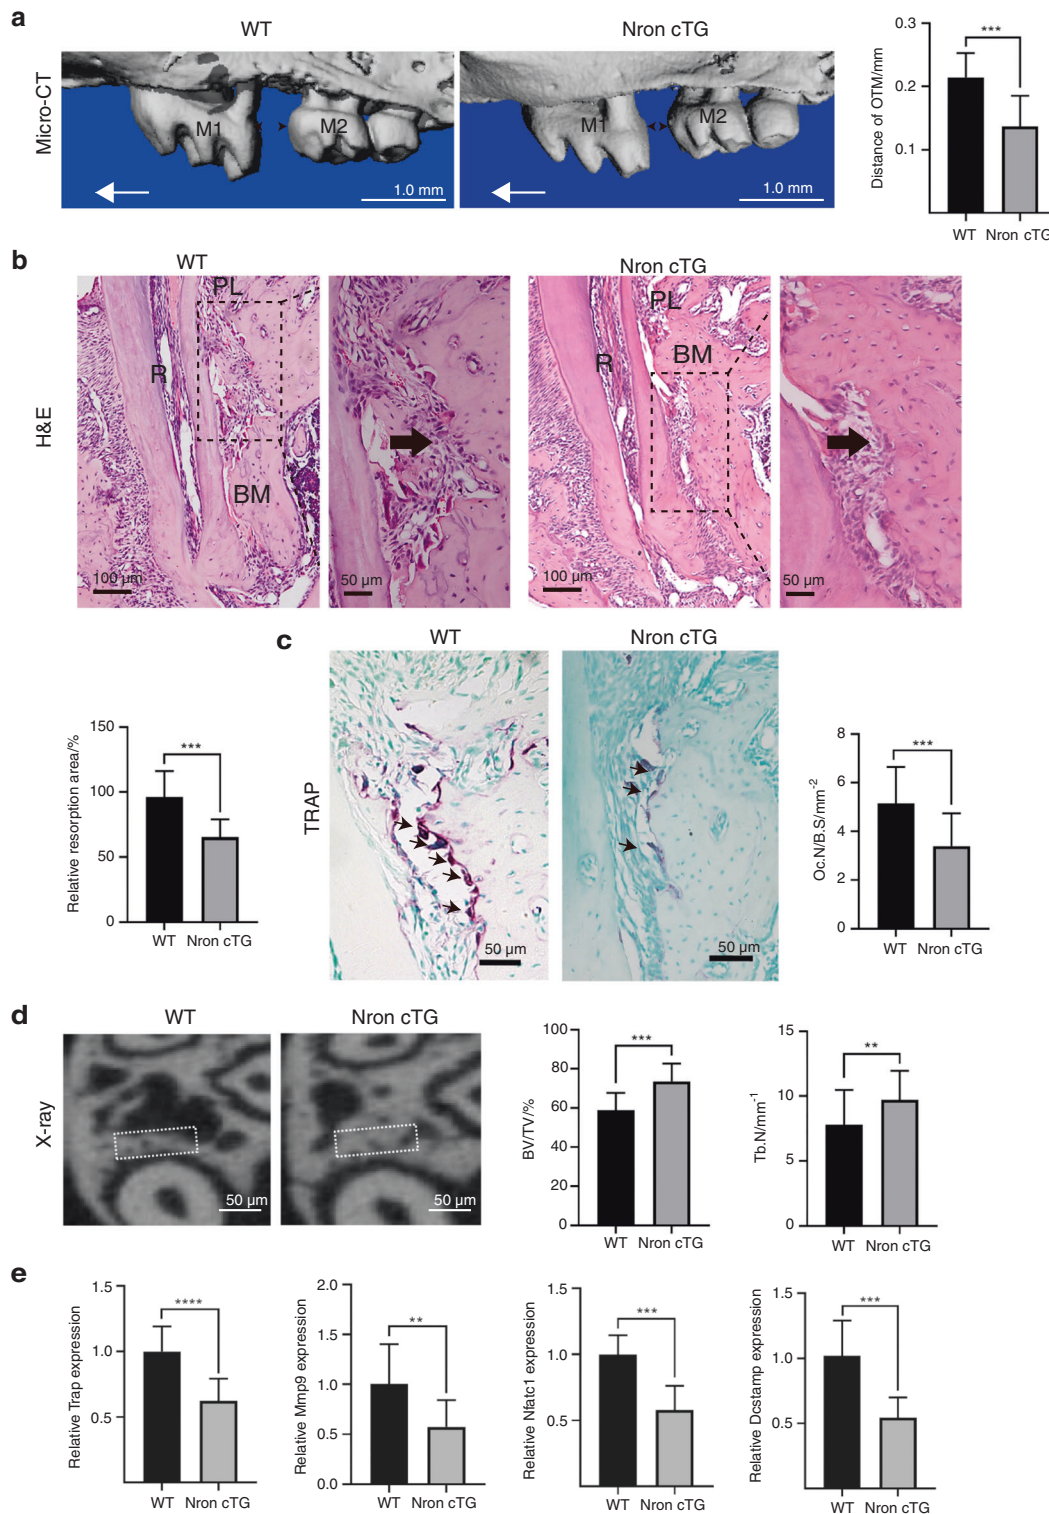 a
WT
Nron cTG
Micro-CT
M1
M2
1.0 mm
M1
M2
1.0 mm
Distance of OTM/mm
0.3
0.2
0.1
***
WT
Nron cTG
b
WT
Nron cTG
H&E
PL
R
BM
100 µm
50 µm
PL
BM
R
100 µm
50 µm
Relative resorption area/%
150
100
50
0
***
WT
Nron cTG
c
WT
Nron cTG
TRAP
50 µm
50 µm
Oc.N/B.S/mm-2
8
6
4
2
0
***
WT
Nron cTG
d
WT
Nron cTG
X-ray
50 µm
50 µm
BV/TV/%
100
80
60
40
20
0
***
WT
Nron cTG
Tb.N/mm-1
15
10
5
0
**
WT
Nron cTG
e
Relative Trap expression
1.5
1.0
0.5
****
WT
Nron cTG
Relative Mmp9 expression
2.0
1.5
1.0
0.5
0.0
**
WT
Nron cTG
Relative Nfatc1 expression
1.5
1.0
0.5
***
WT
Nron cTG
Relative Dcstamp expression
1.5
1.0
0.5
***
WT
Nron cTG